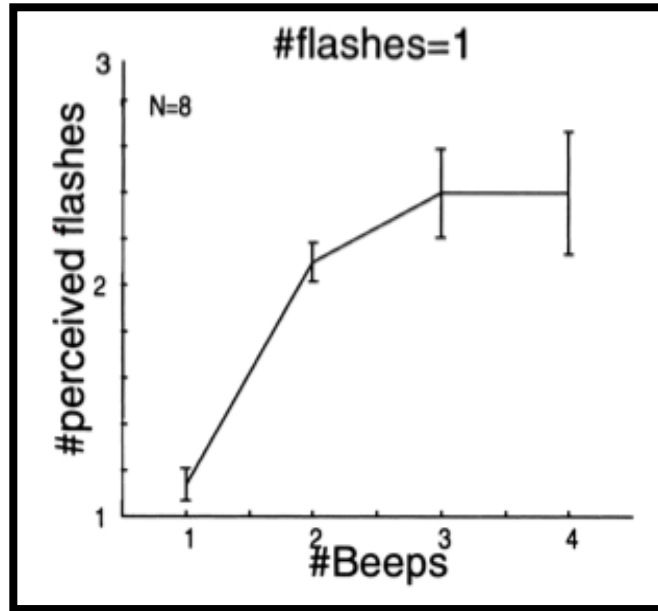 #flashes=1
3
N=8
#perceived flashes
2
1
1 2 3 4
#Beeps